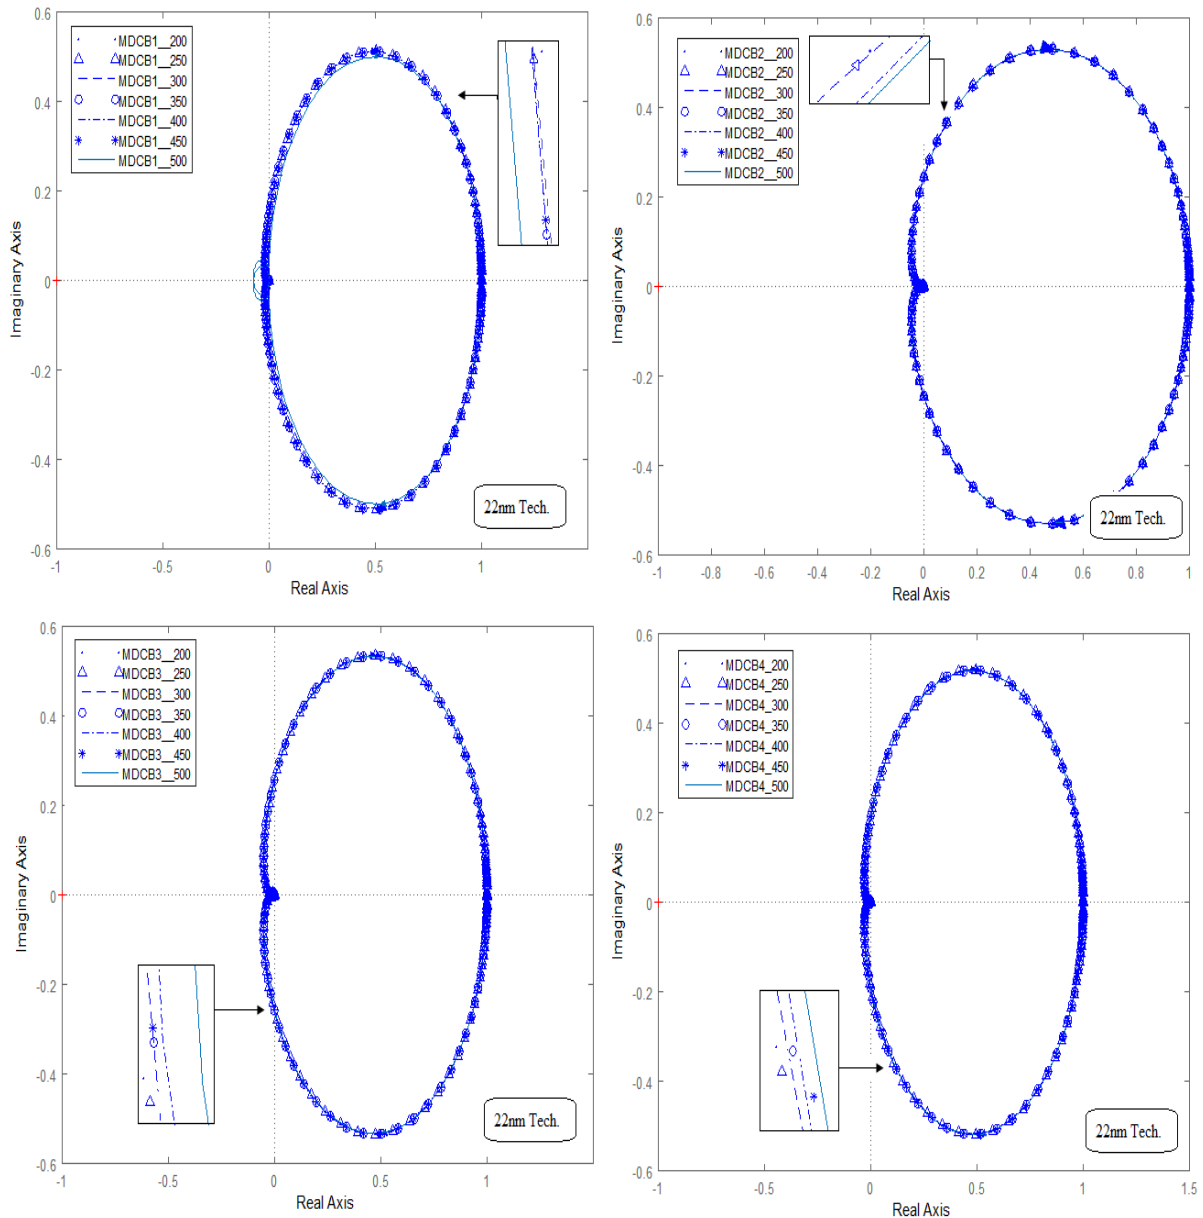 0.6
0.4
0.2
0
-0.2
-0.4
-0.6
Imaginary Axis
MDCB1__200
MDCB1__250
MDCB1__300
MDCB1__350
MDCB1__400
MDCB1__450
MDCB1__500
22nm Tech.
-1
-0.5
0
0.5
1
Real Axis
0.6
0.4
0.2
0
-0.2
-0.4
-0.6
Imaginary Axis
MDCB2__200
MDCB2__250
MDCB2__300
MDCB2__350
MDCB2__400
MDCB2__450
MDCB2__500
22nm Tech.
-1
-0.8
-0.6
-0.4
-0.2
0
0.2
0.4
0.6
0.8
1
Real Axis
0.6
0.4
0.2
0
-0.2
-0.4
-0.6
Imaginary Axis
MDCB3__200
MDCB3__250
MDCB3__300
MDCB3__350
MDCB3__400
MDCB3__450
MDCB3__500
22nm Tech.
-1
-0.5
0
0.5
1
Real Axis
0.6
0.4
0.2
0
-0.2
-0.4
-0.6
Imaginary Axis
MDCB4_200
MDCB4_250
MDCB4_300
MDCB4_350
MDCB4_400
MDCB4_450
MDCB4_500
22nm Tech.
-1
-0.5
0
0.5
1
1.5
Real Axis